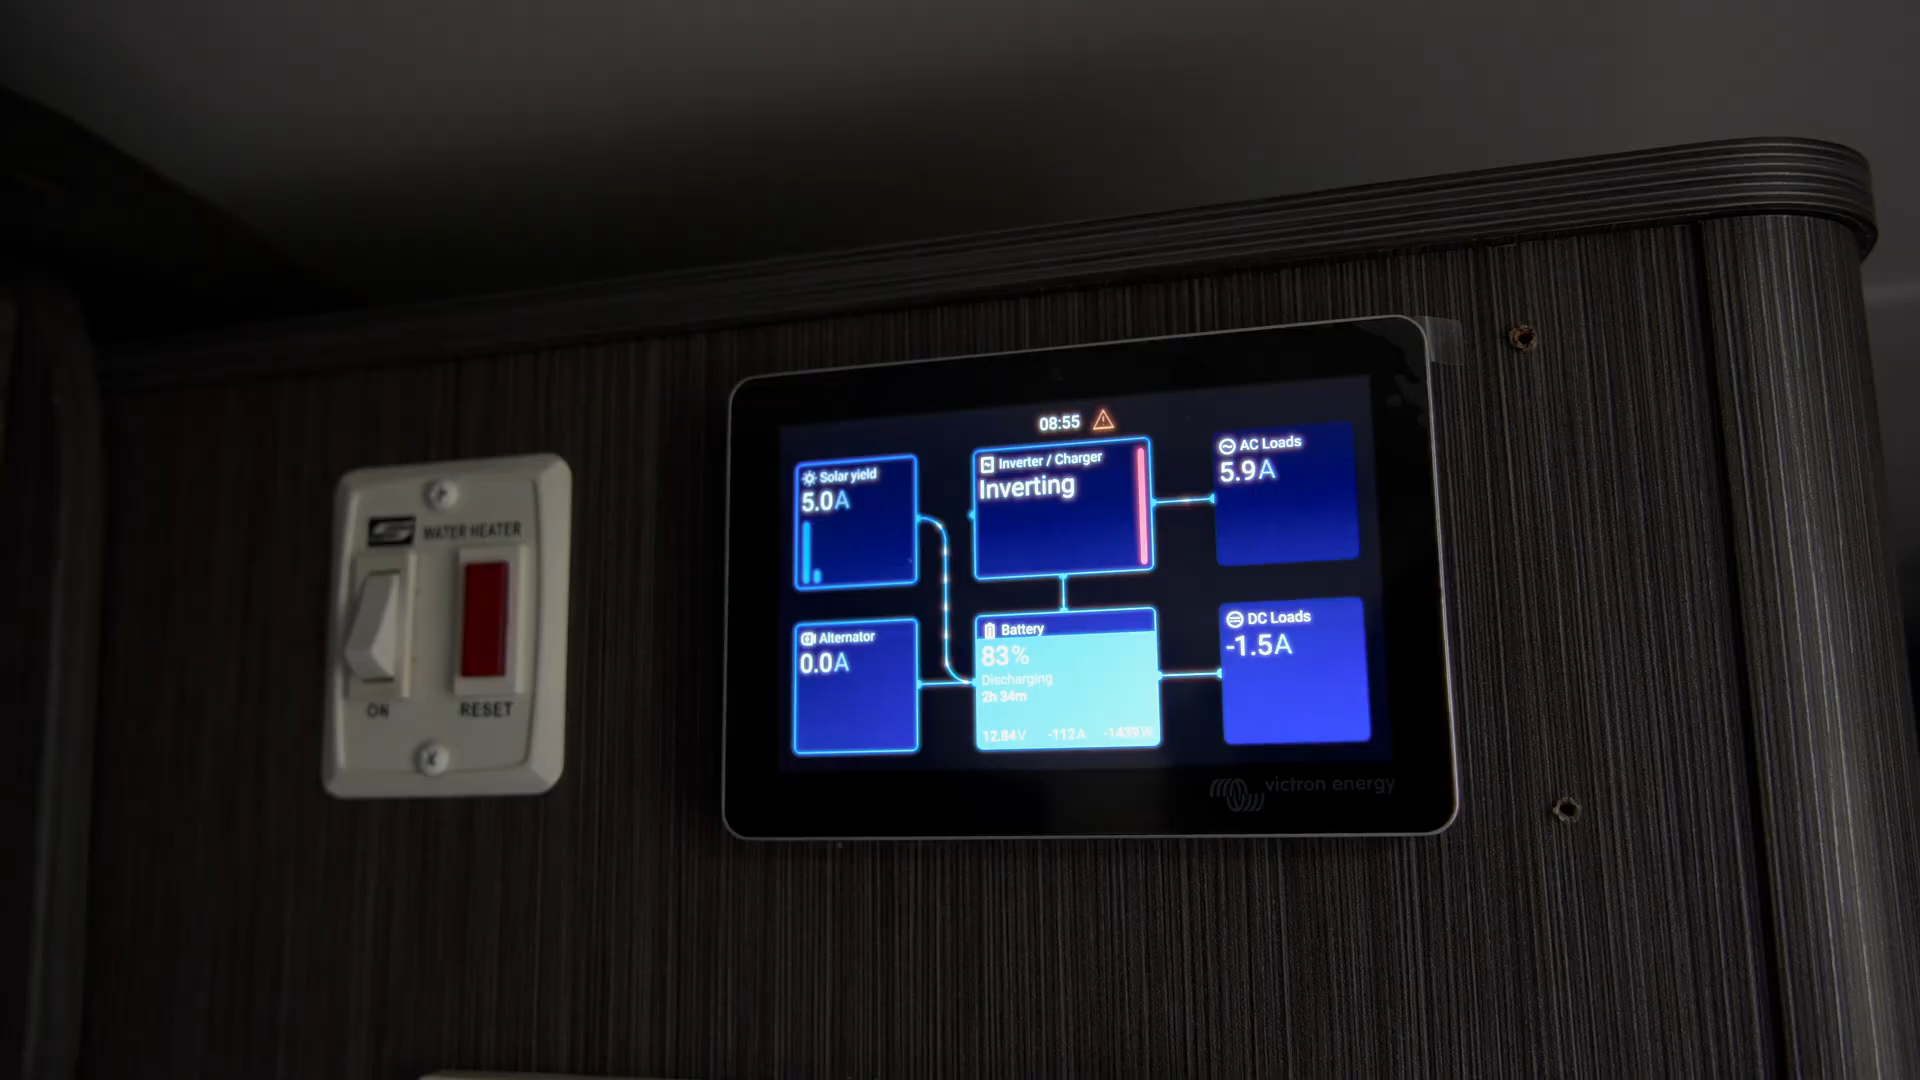 WATER HEATER
ON
RESET
08:55
Solar yield
5.0A
Inverter / Charger
Inverting
AC Loads
5.9A
Alternator
0.0A
Battery
83%
Discharging
2h 34m
12.84V -112A -1439W
DC Loads
-1.5A
victron energy